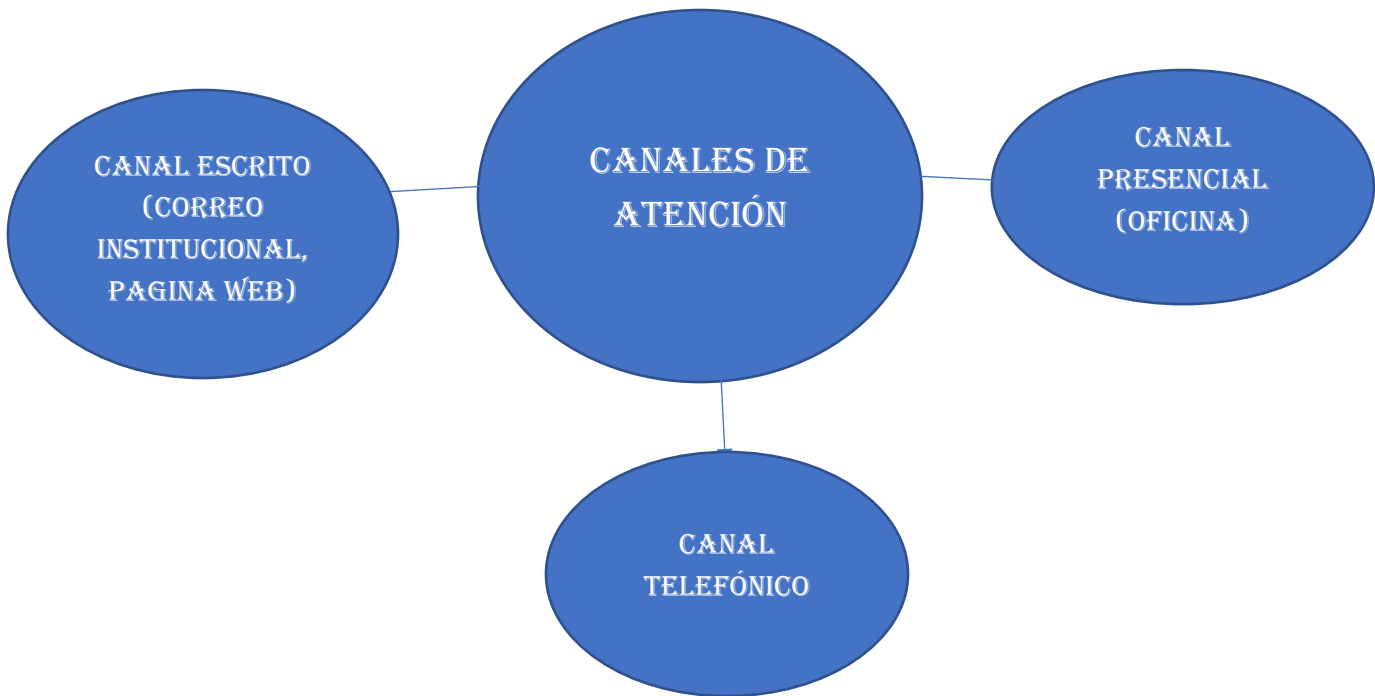 CANALES DE
ATENCIÓN
CANAL ESCRITO
(CORREO
INSTITUCIONAL,
PAGINA WEB)
CANAL
PRESENCIAL
(OFICINA)
CANAL
TELEFÓNICO